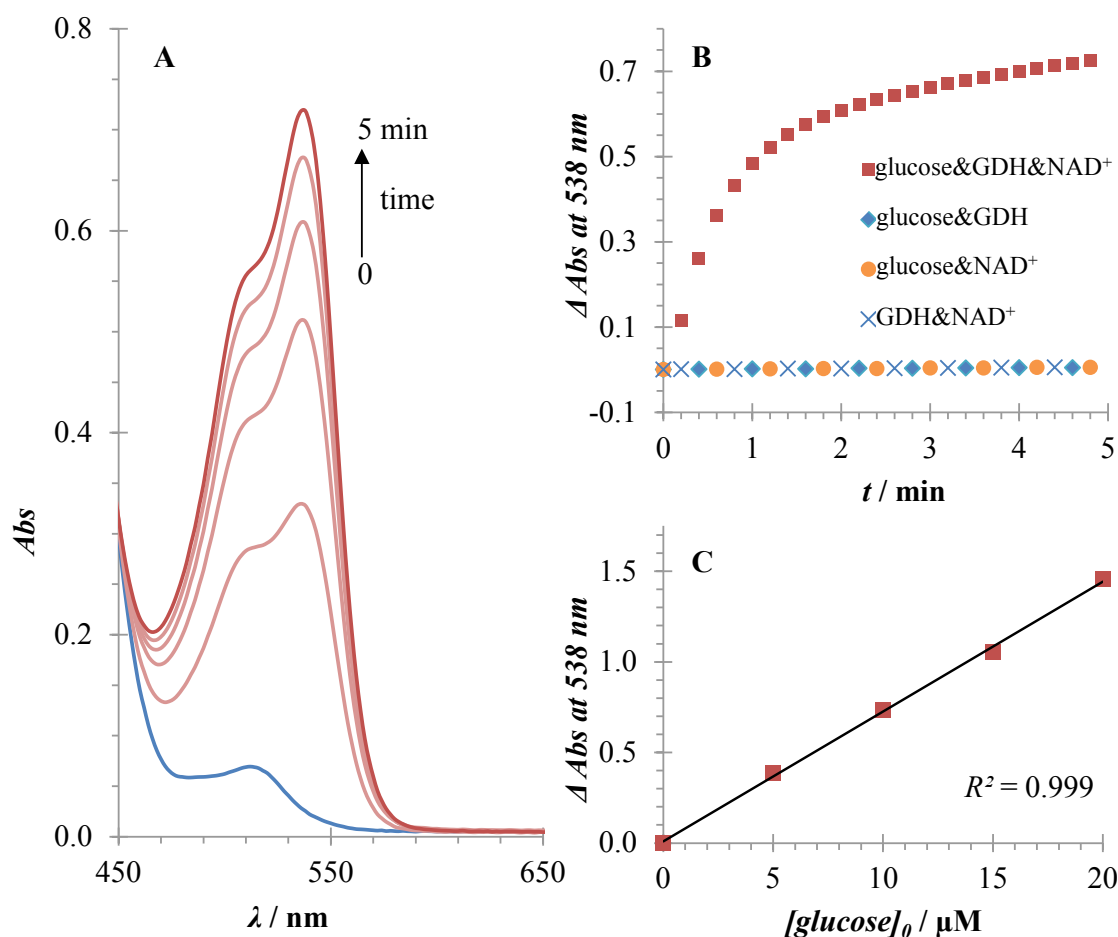 A
0.8
0.6
0.4
0.2
0.0
450
550
650
Abs
λ / nm
5 min
time
0
B
0.7
0.5
0.3
0.1
-0.1
0
1
2
3
4
5
Δ Abs at 538 nm
t / min
glucose&GDH&NAD⁺
glucose&GDH
glucose&NAD⁺
GDH&NAD⁺
C
1.5
1.0
0.5
0.0
0
5
10
15
20
Δ Abs at 538 nm
R² = 0.999
[glucose]₀ / μM